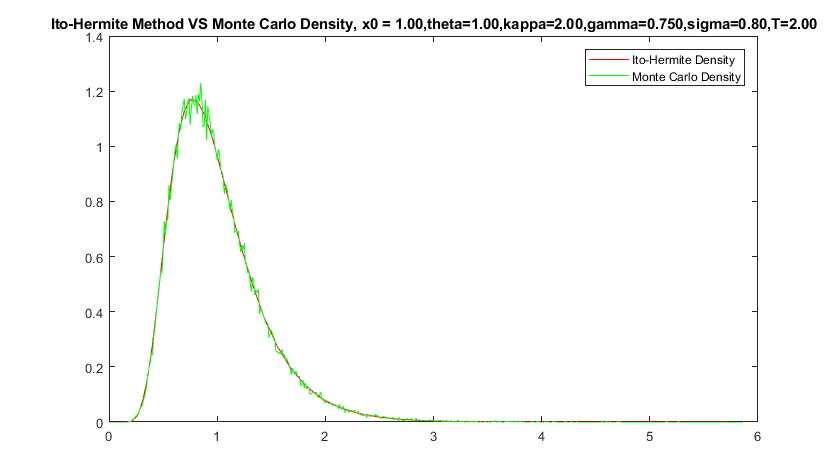 Ito-Hermite Method VS Monte Carlo Density, x0 = 1.00,theta=1.00,kappa=2.00,gamma=0.750,sigma=0.80,T=2.00
1.4
Ito-Hermite Density
Monte Carlo Density
1.2
1
0.8
0.6
0.4
0.2
0
0 1 2 3 4 5 6